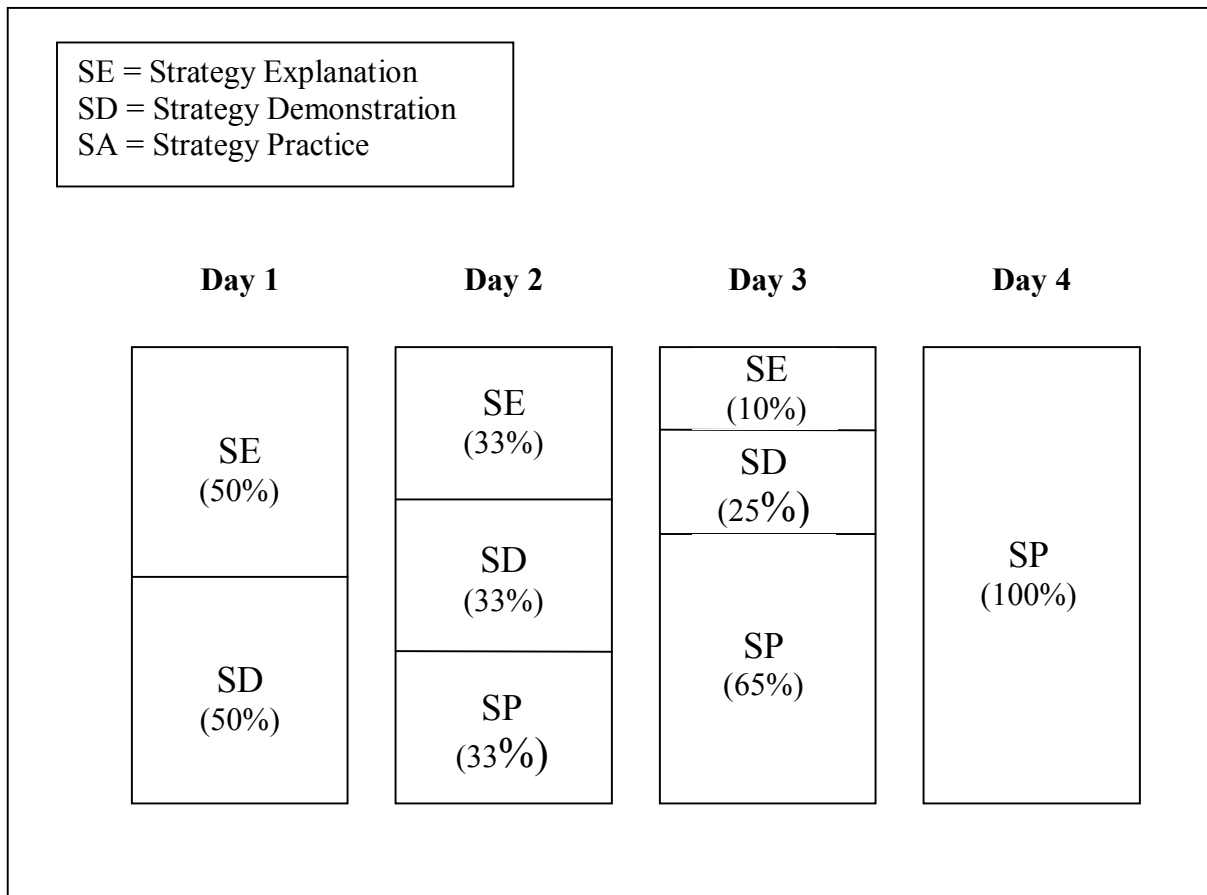 SE = Strategy Explanation
SD = Strategy Demonstration
SA = Strategy Practice
Day 1
Day 2
Day 3
Day 4
SE
(50%)
SD
(50%)
SE
(33%)
SD
(33%)
SP
(33%)
SE
(10%)
SD
(25%)
SP
(65%)
SP
(100%)